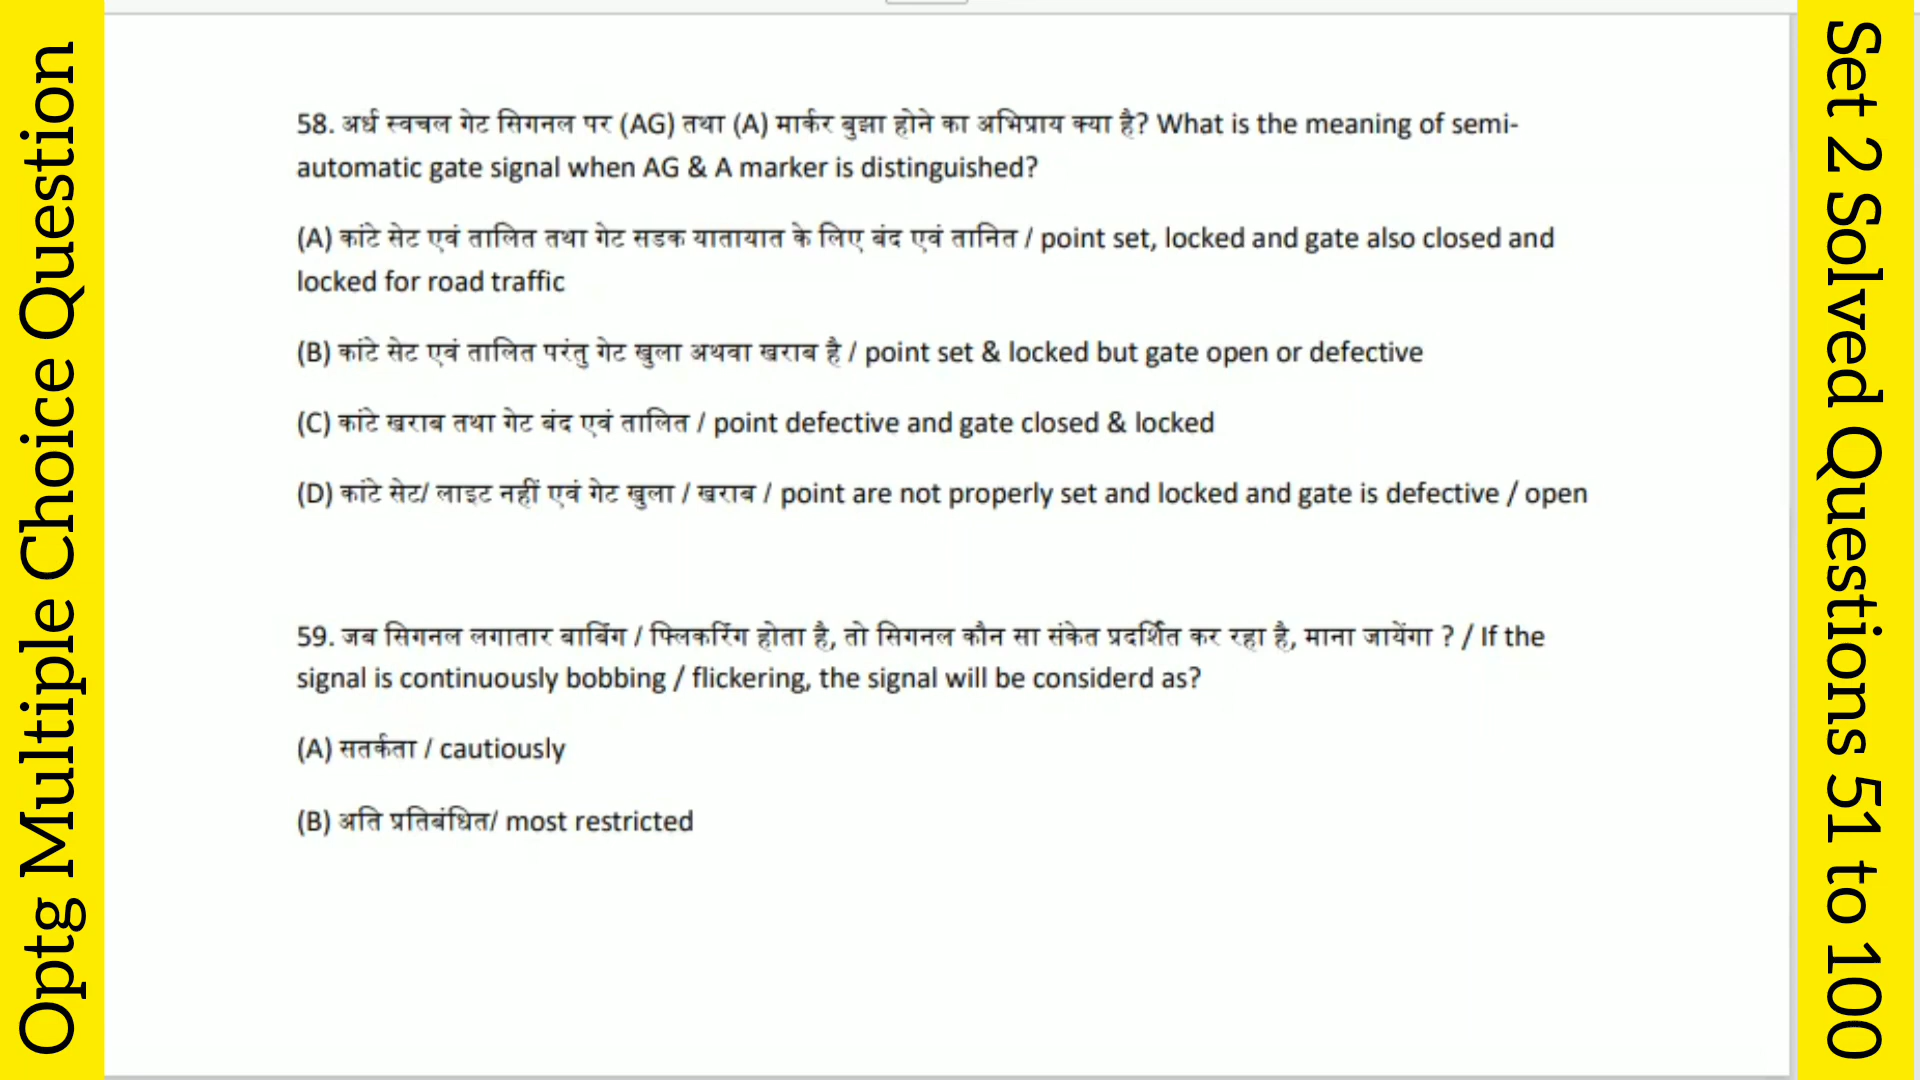 Optg Multiple Choice Question
58. अर्ध स्वचल गेट सिगनल पर (AG) तथा (A) मार्कर बुझा होने का अभिप्राय क्या है? What is the meaning of semi-
automatic gate signal when AG & A marker is distinguished?
(A) कांटे सेट एवं तालित तथा गेट सडक यातायात के लिए बंद एवं तानित / point set, locked and gate also closed and
locked for road traffic
(B) कांटे सेट एवं तालित परंतु गेट खुला अथवा खराब है / point set & locked but gate open or defective
(C) कांटे खराब तथा गेट बंद एवं तालित / point defective and gate closed & locked
(D) कांटे सेट/ लाइट नहीं एवं गेट खुला / खराब / point are not properly set and locked and gate is defective / open
59. जब सिगनल लगातार बाबिंग / फ्लिकरिंग होता है, तो सिगनल कौन सा संकेत प्रदर्शित कर रहा है, माना जायेंगा ? / If the
signal is continuously bobbing / flickering, the signal will be considerd as?
(A) सतर्कता / cautiously
(B) अति प्रतिबंधित/ most restricted
Set 2 Solved Questions 51 to 100